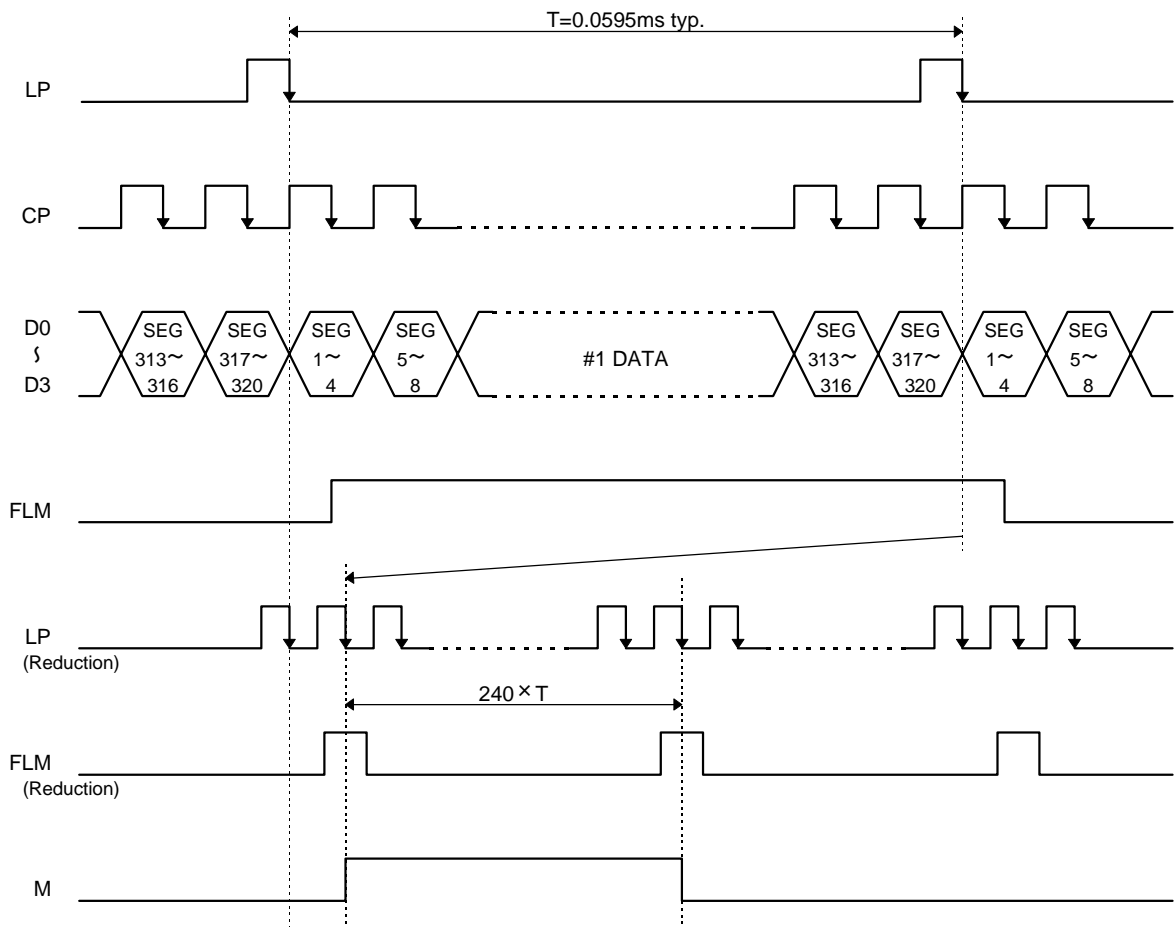 T=0.0595ms typ.
LP
CP
D0
~
D3
SEG
313~
316
SEG
317~
320
SEG
1~
4
SEG
5~
8
#1 DATA
SEG
313~
316
SEG
317~
320
SEG
1~
4
SEG
5~
8
FLM
LP
(Reduction)
240×T
FLM
(Reduction)
M